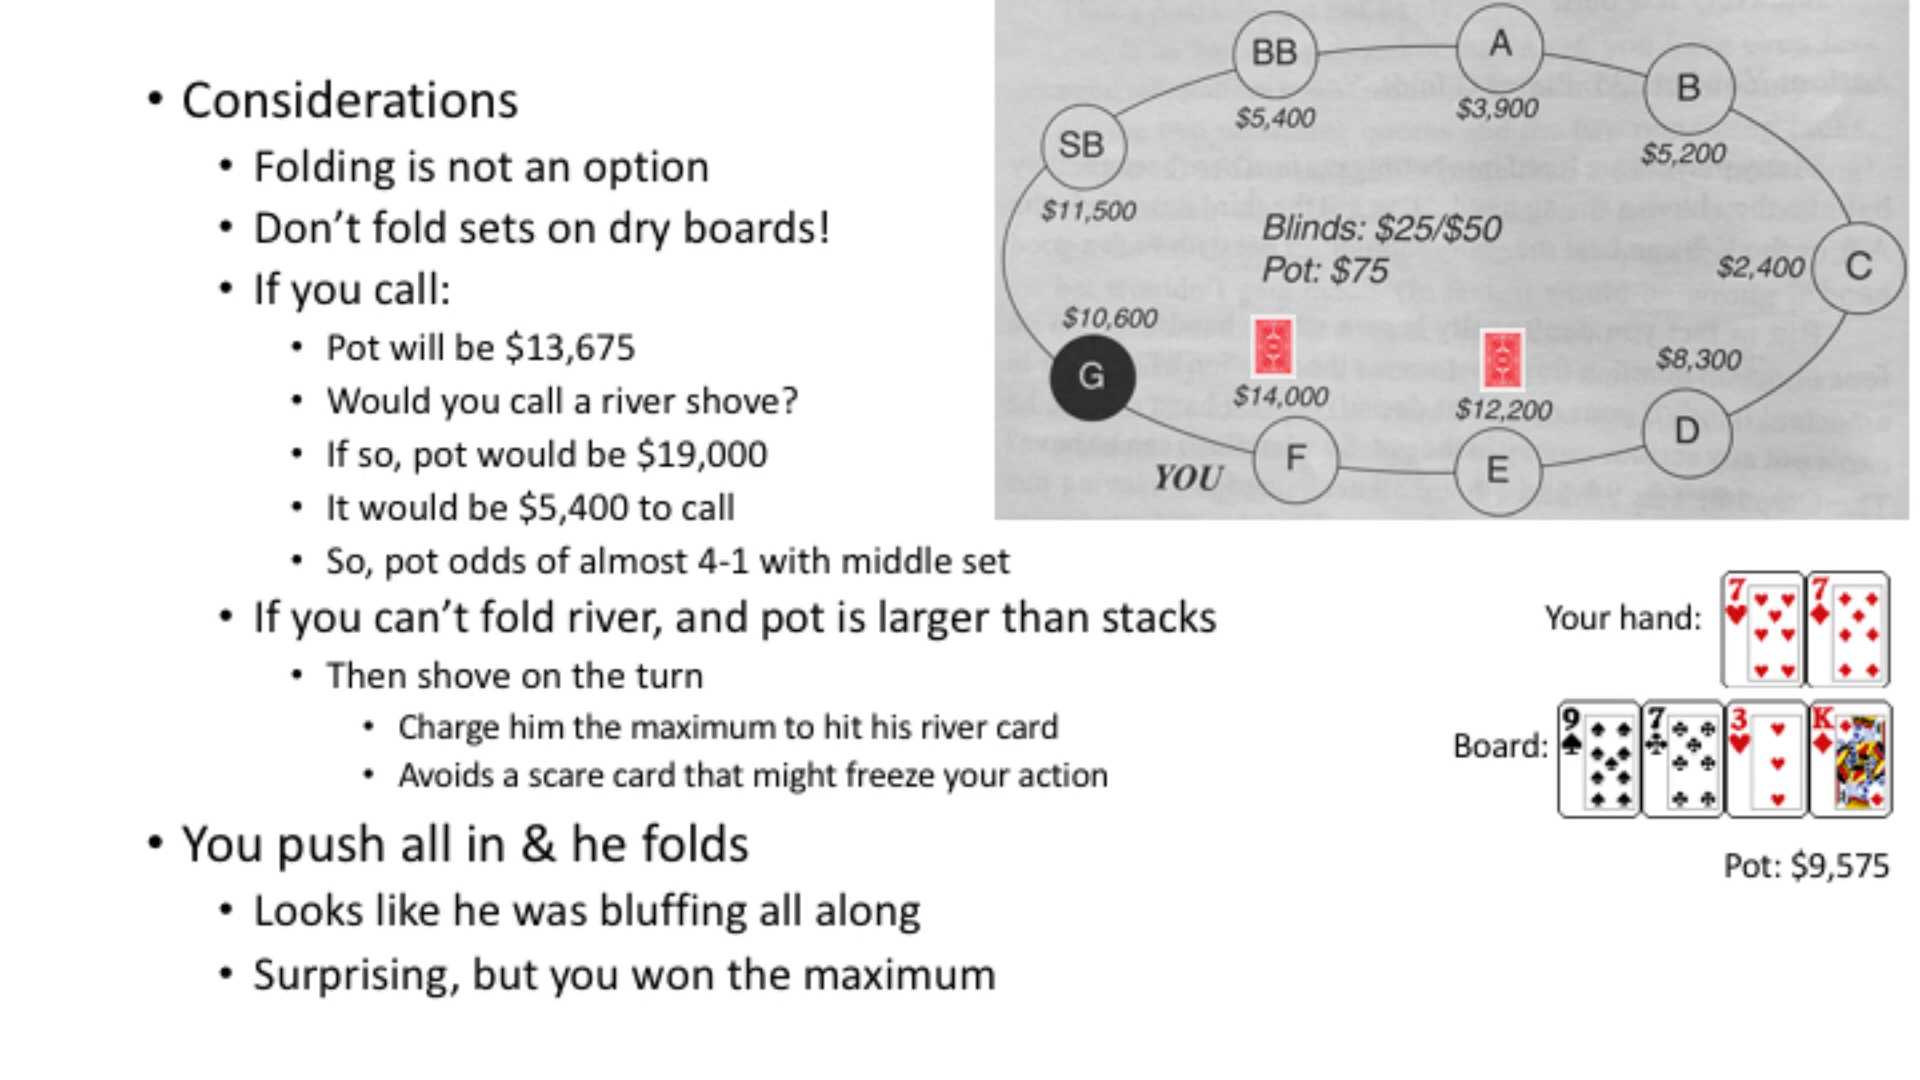 • Considerations
• Folding is not an option
• Don't fold sets on dry boards!
• If you call:
• Pot will be $13,675
• Would you call a river shove?
• If so, pot would be $19,000
• It would be $5,400 to call
• So, pot odds of almost 4-1 with middle set
• If you can't fold river, and pot is larger than stacks
• Then shove on the turn
• Charge him the maximum to hit his river card
• Avoids a scare card that might freeze your action
• You push all in & he folds
• Looks like he was bluffing all along
• Surprising, but you won the maximum
BB
$5,400
A
$3,900
B
$5,200
SB
$11,500
Blinds: $25/$50
Pot: $75
$2,400
C
$10,600
G
$14,000
$12,200
$8,300
D
YOU
F
E
Your hand:
7
7
Board:
9
7
3
K
Pot: $9,575